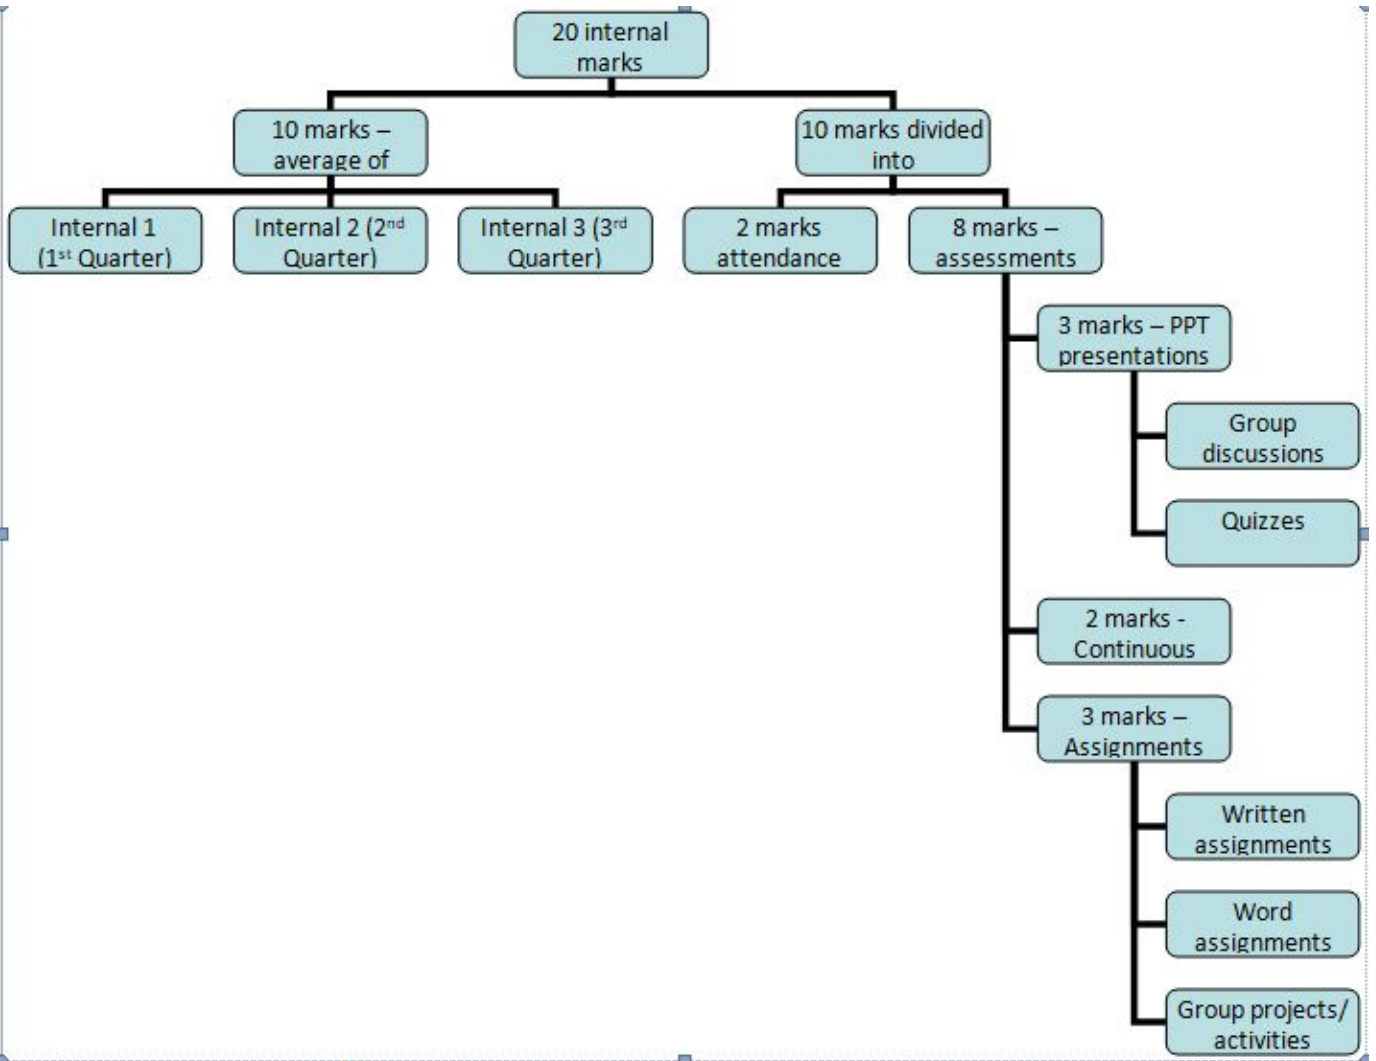 20 internal
marks
10 marks –
average of
10 marks divided
into
Internal 1
(1st Quarter)
Internal 2 (2nd
Quarter)
Internal 3 (3rd
Quarter)
2 marks
attendance
8 marks –
assessments
3 marks – PPT
presentations
Group
discussions
Quizzes
2 marks -
Continuous
3 marks –
Assignments
Written
assignments
Word
assignments
Group projects/
activities